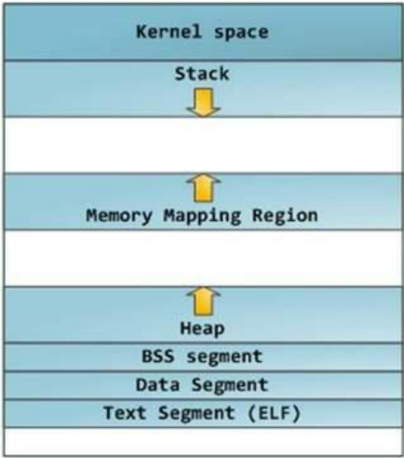 Kernel space
Stack
Memory Mapping Region
Heap
BSS segment
Data Segment
Text Segment (ELF)